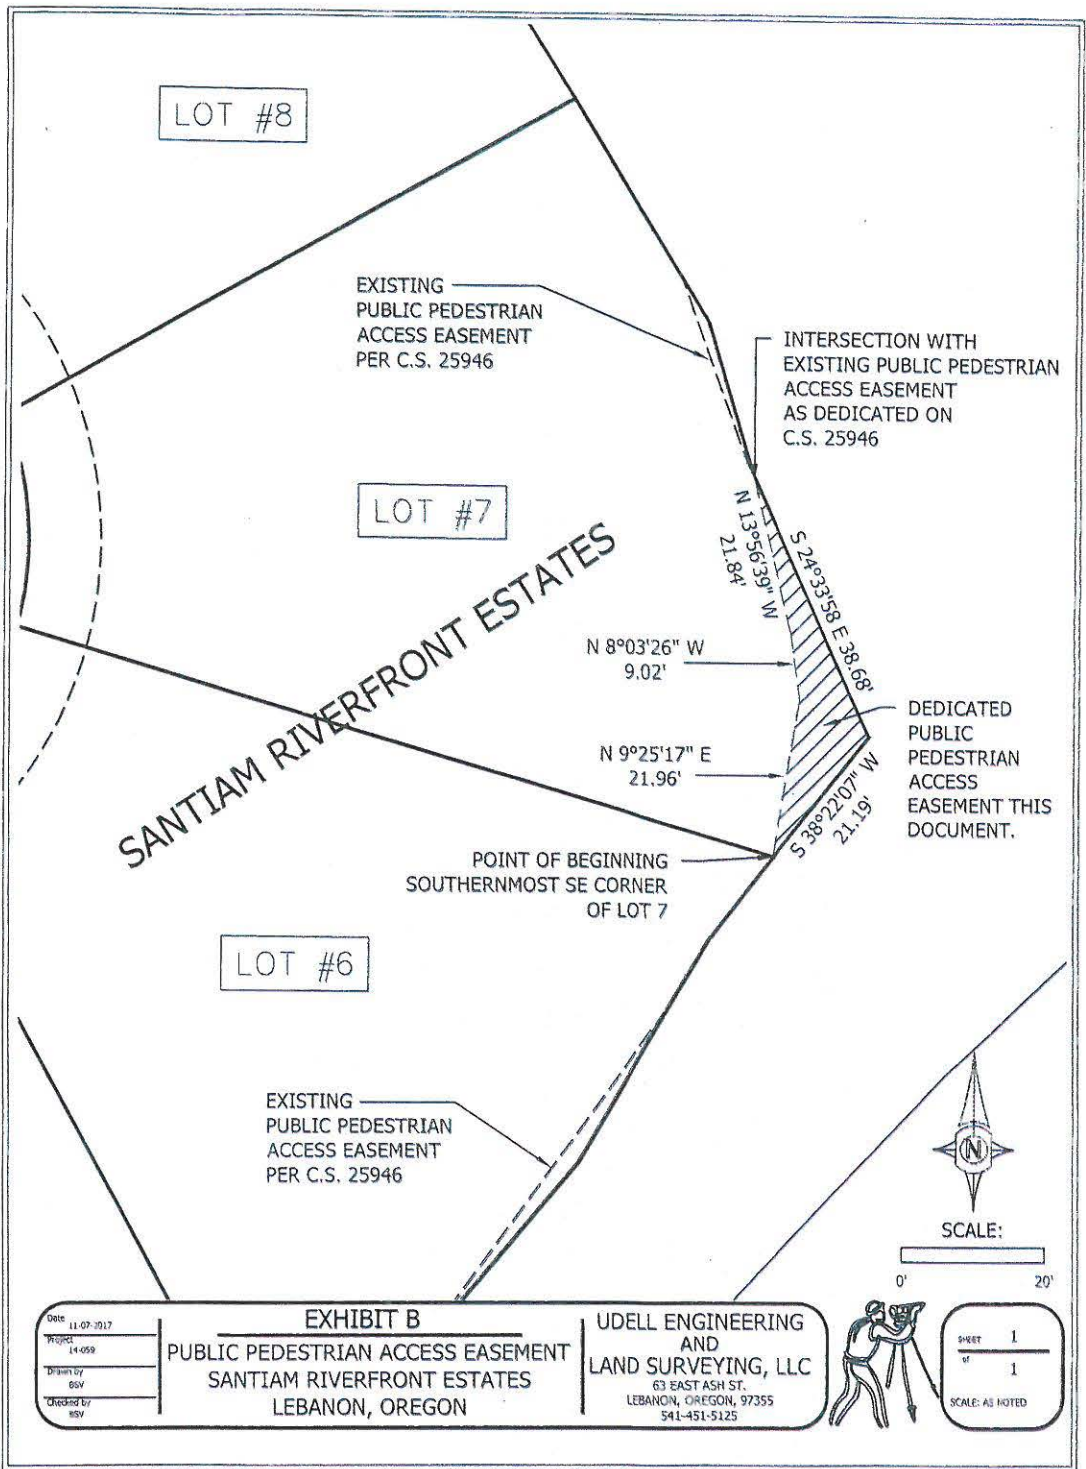 LOT #8
EXISTING
PUBLIC PEDESTRIAN
ACCESS EASEMENT
PER C.S. 25946
INTERSECTION WITH
EXISTING PUBLIC PEDESTRIAN
ACCESS EASEMENT
AS DEDICATED ON
C.S. 25946
LOT #7
N 13°56'39" W
21.84'
S 24°33'58 E 38.68'
SANTIAM RIVERFRONT ESTATES
N 8°03'26" W
9.02'
N 9°25'17" E
21.96'
DEDICATED
PUBLIC
PEDESTRIAN
ACCESS
EASEMENT THIS
DOCUMENT.
S 38°22'07" W
21.19'
POINT OF BEGINNING
SOUTHERNMOST SE CORNER
OF LOT 7
LOT #6
EXISTING
PUBLIC PEDESTRIAN
ACCESS EASEMENT
PER C.S. 25946
N
SCALE:
0' 20'
Date
11-07-2017
Project
14-059
Drawn by
BSV
Checked by
BSV
EXHIBIT B
PUBLIC PEDESTRIAN ACCESS EASEMENT
SANTIAM RIVERFRONT ESTATES
LEBANON, OREGON
UDELL ENGINEERING
AND
LAND SURVEYING, LLC
63 EAST ASH ST.
LEBANON, OREGON, 97355
541-451-5125
SHEET 1
of 1
SCALE: AS NOTED